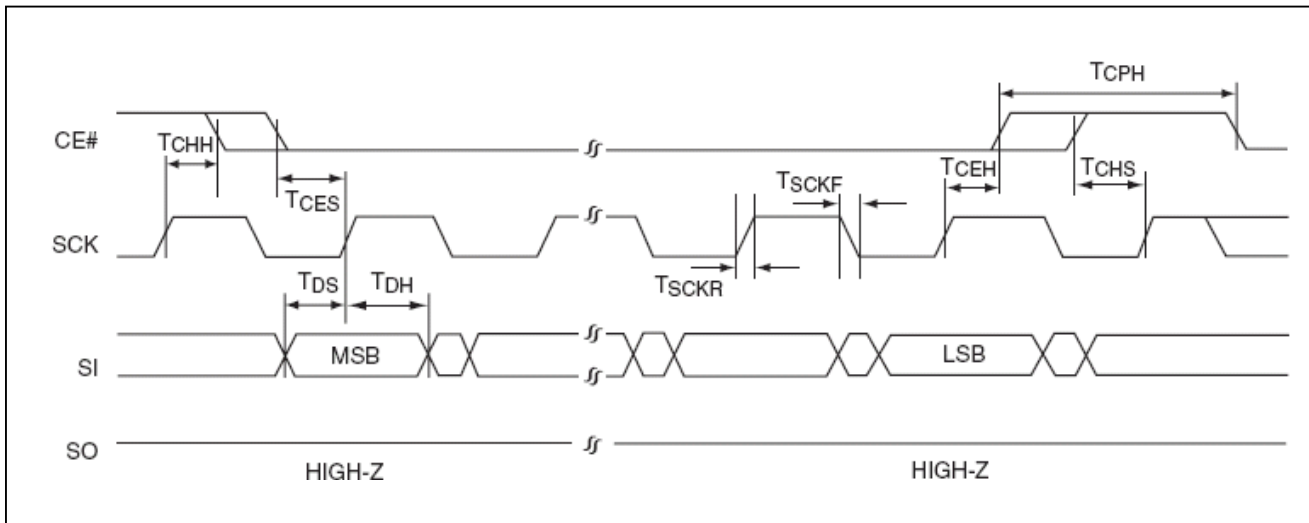 TCPH
CE#
TCHH
TCES
TSCKF
TCEH
TCHS
SCK
TDS
TDH
TSCKR
SI
MSB
LSB
SO
HIGH-Z
HIGH-Z